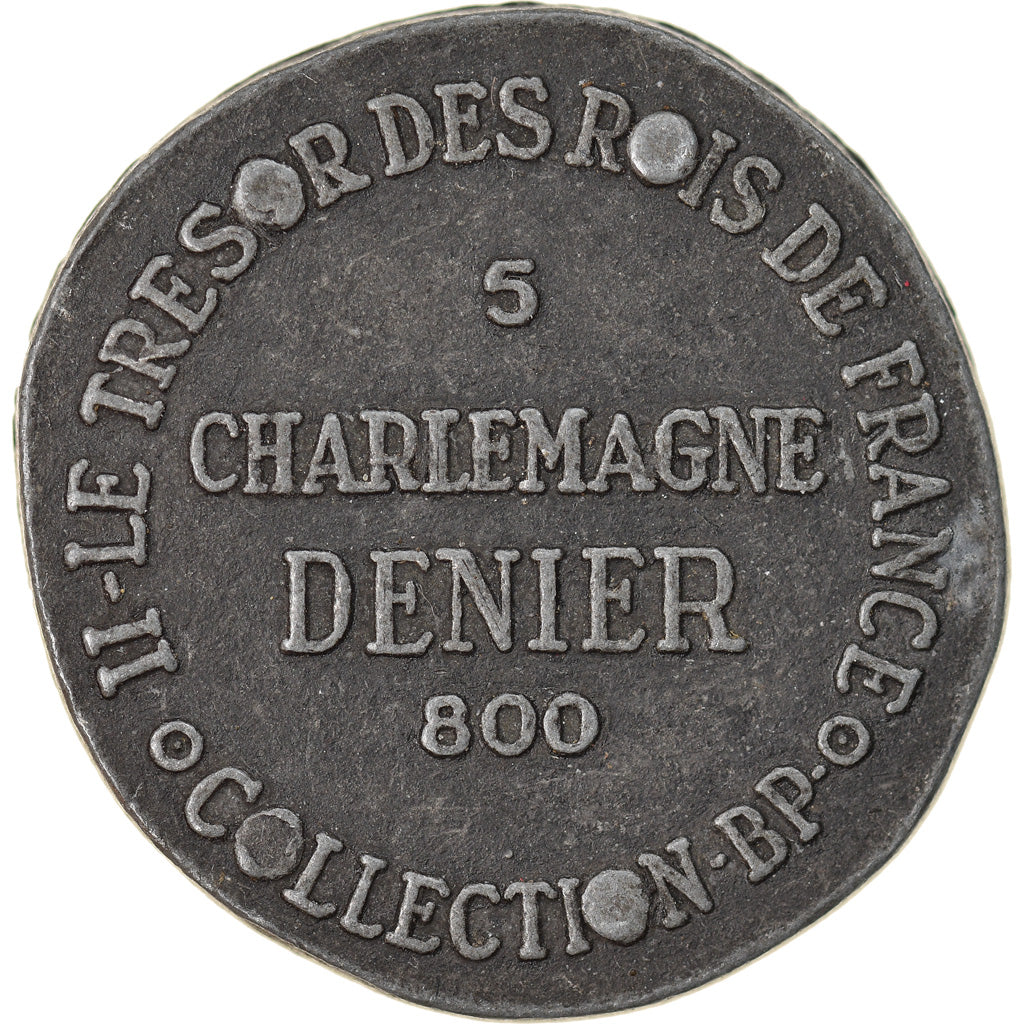 II-LE TRESOR DES ROIS DE FRANCE
5
CHARLEMAGNE
DENIER
800
COLLECTION-BP-